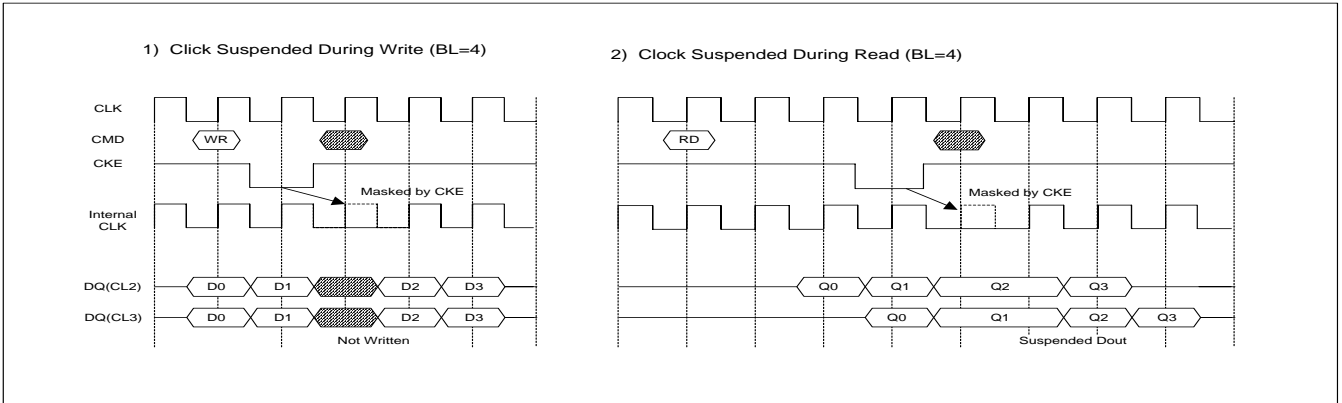 1) Click Suspended During Write (BL=4)
CLK
CMD
WR
CKE
Masked by CKE
Internal
CLK
DQ(CL2)
D0
D1
D2
D3
DQ(CL3)
D0
D1
D2
D3
Not Written
2) Clock Suspended During Read (BL=4)
RD
Masked by CKE
Q0
Q1
Q2
Q3
Q0
Q1
Q2
Q3
Suspended Dout